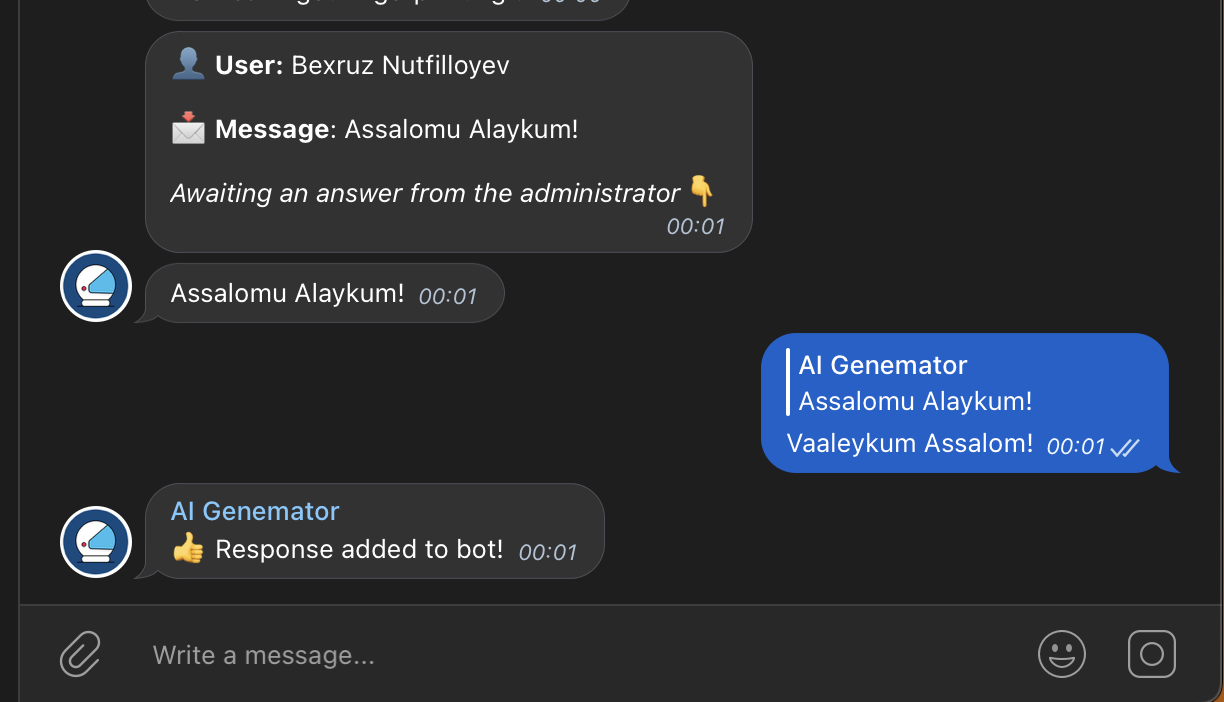 User: Bexruz Nutfilloyev
Message: Assalomu Alaykum!
Awaiting an answer from the administrator
00:01
Assalomu Alaykum! 00:01
AI Genemator
Assalomu Alaykum!
Vaaleykum Assalom! 00:01
AI Genemator
Response added to bot! 00:01
Write a message...